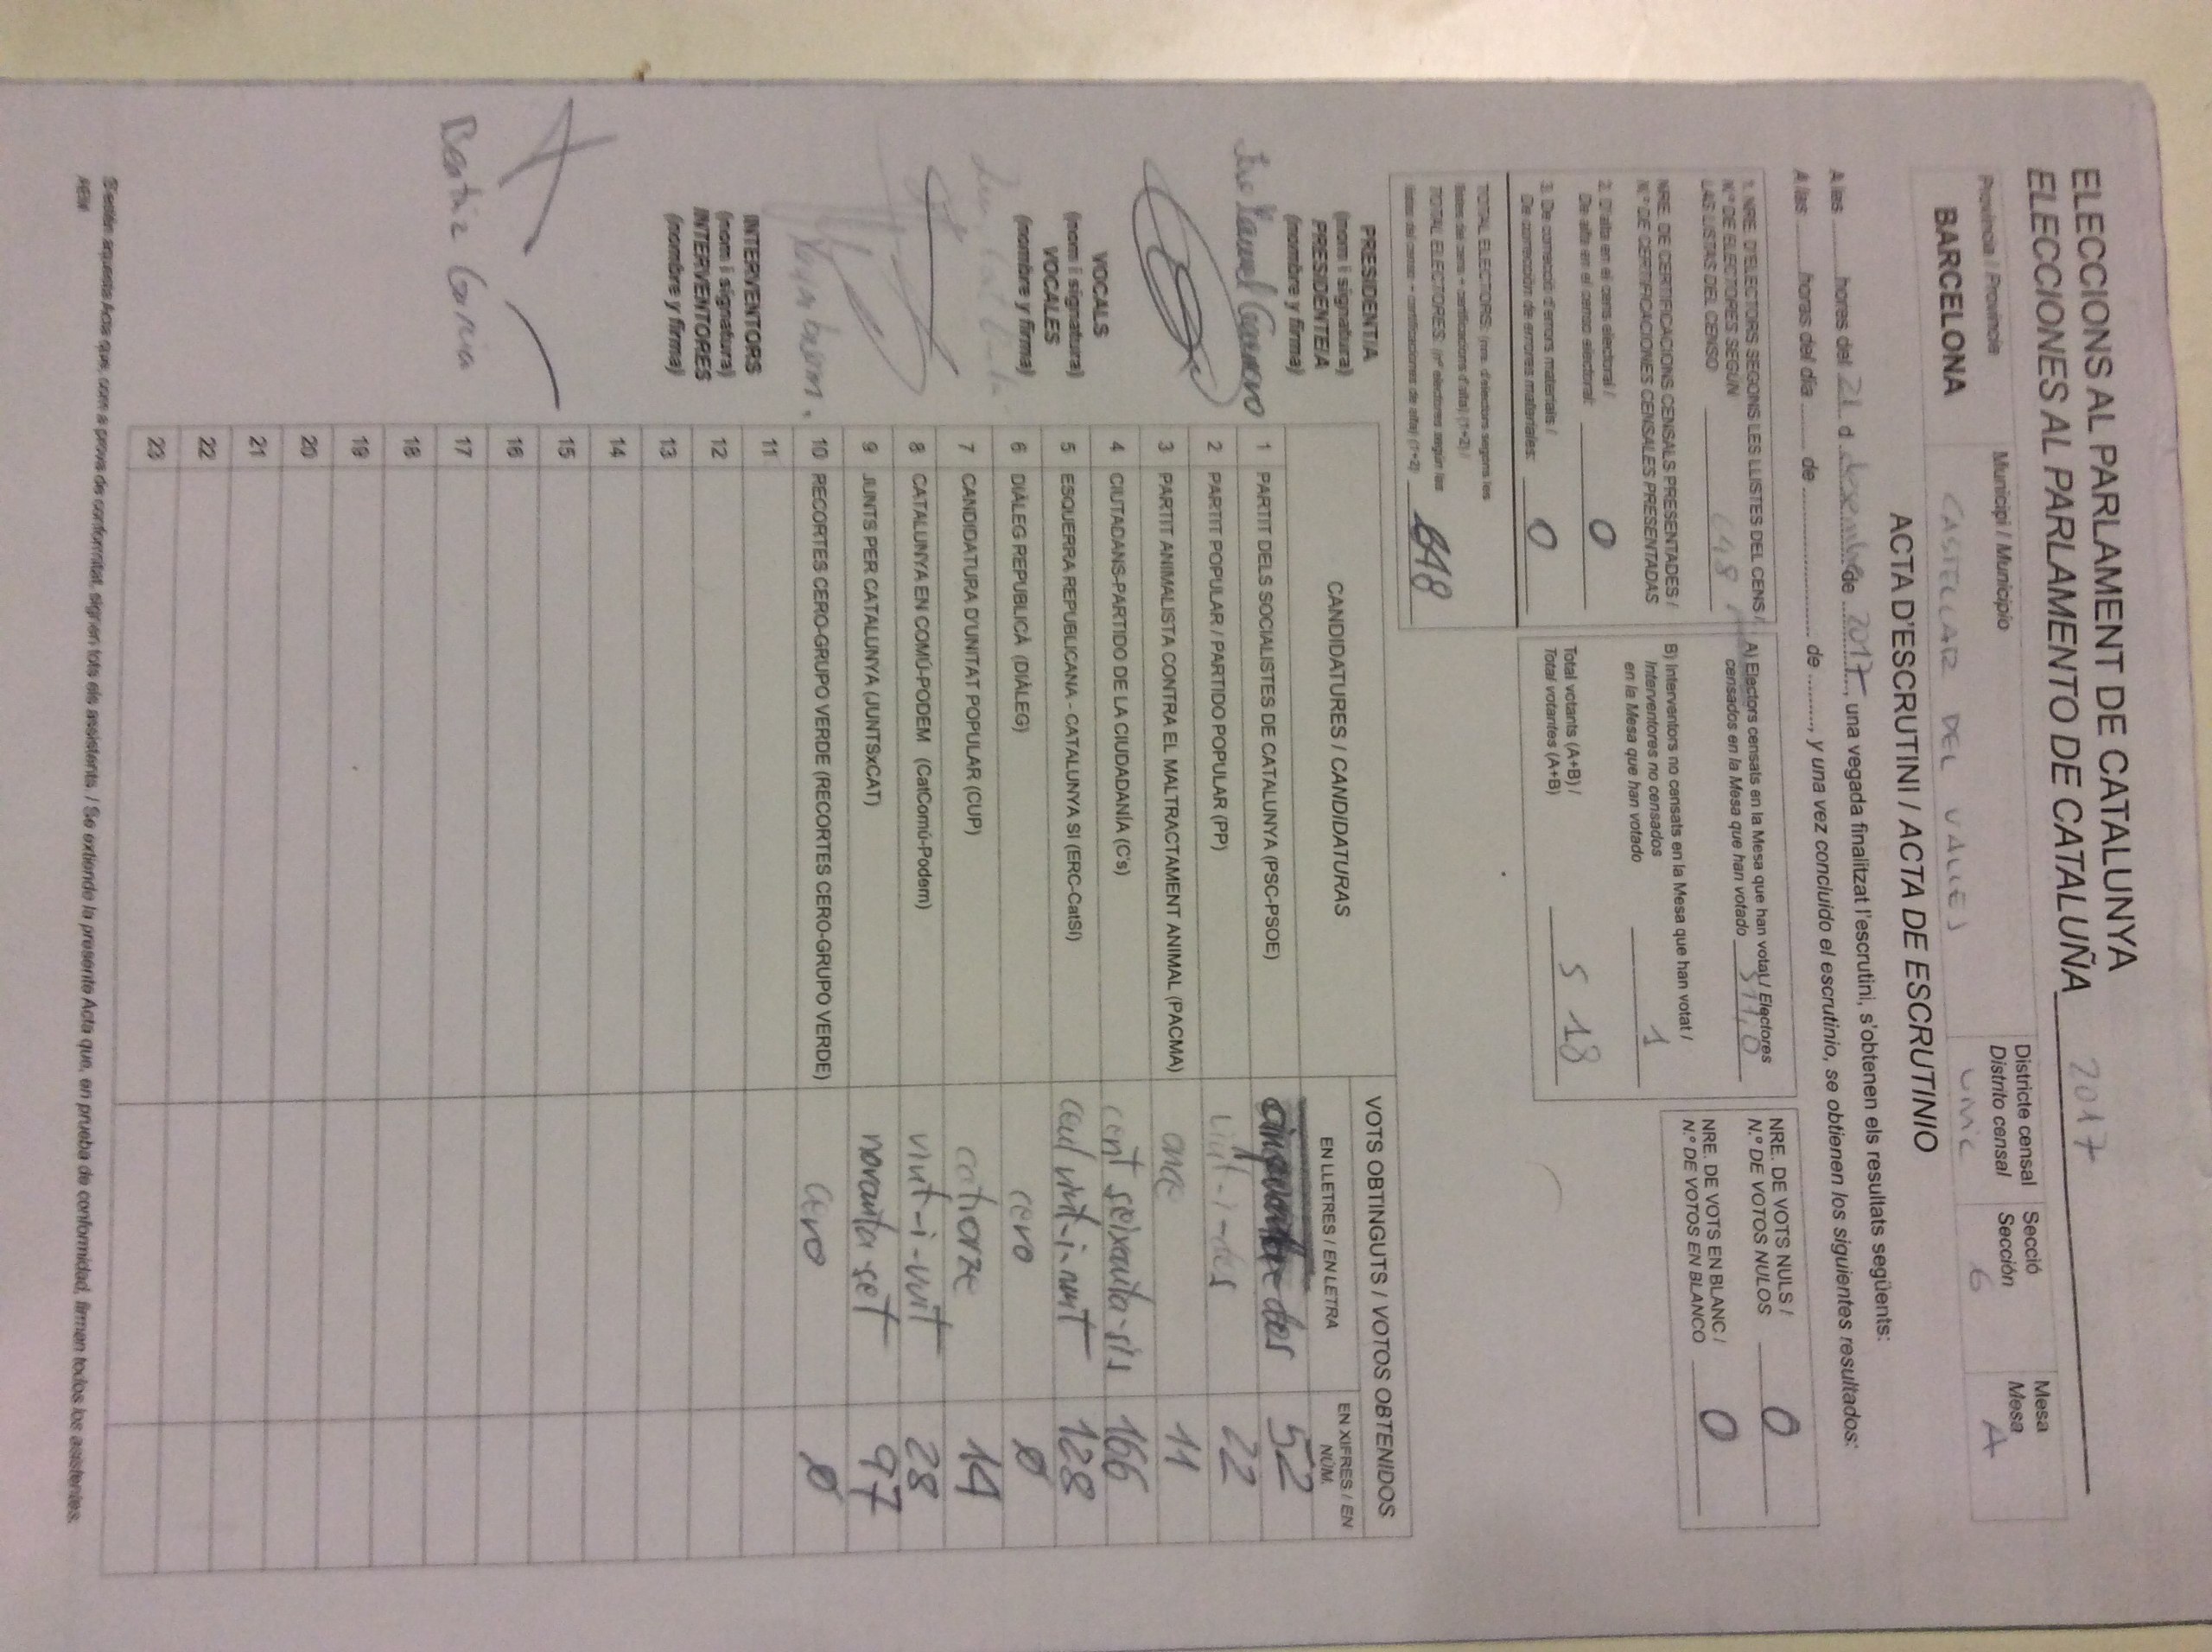 ELECCIONS AL PARLAMENT DE CATALUNYA
ELECCIONES AL PARLAMENTO DE CATALUÑA 2017
Província / Provincia Municipi / Municipio Districte censal Secció Mesa
Distrito censal Sección Mesa
BARCELONA CASTELLAR DEL VALLES UNIC 6 A
ACTA D'ESCRUTINI / ACTA DE ESCRUTINIO
A les ........ hores del 21 d desembre de 2017, una vegada finalitzat l'escrutini, s'obtenen els resultats següents:
A las ........ horas del día ........ de ........ de ........, y una vez concluido el escrutinio, se obtienen los siguientes resultados:
1. NRE. D'ELECTORS SEGONS LES LLISTES DEL CENS /
N.º DE ELECTORES SEGÚN
LAS LISTAS DEL CENSO 648
NRE. DE CERTIFICACIONS CENSALS PRESENTADES /
N.º DE CERTIFICACIONES CENSALES PRESENTADAS
2. D'alta en el cens electoral /
De alta en el censo electoral: 0
3. De correcció d'errors materials /
De corrección de errores materiales: 0
TOTAL ELECTORS: (nre. d'electors segons les
llistes del cens + certificacions d'alta) (1+2) /
TOTAL ELECTORES: (nº electores según las
listas del censo + certificaciones de alta) (1+2) 648
A) Electors censats en la Mesa que han votat / Electores
censados en la Mesa que han votado
B) Interventors no censats en la Mesa que han votat /
Interventores no censados
en la Mesa que han votado 1
Total votants (A+B) /
Total votantes (A+B) 518
NRE. DE VOTS NULS /
N.º DE VOTOS NULOS 0
NRE. DE VOTS EN BLANC /
N.º DE VOTOS EN BLANCO 0
CANDIDATURES / CANDIDATURAS VOTS OBTINGUTS / VOTOS OBTENIDOS
EN LLETRES / EN LETRA EN XIFRES / EN NÚM.
1 PARTIT DELS SOCIALISTES DE CATALUNYA (PSC-PSOE) cinquanta-dos 52
2 PARTIT POPULAR / PARTIDO POPULAR (PP) vint-i-dos 22
3 PARTIT ANIMALISTA CONTRA EL MALTRACTAMENT ANIMAL (PACMA) onze 11
4 CIUTADANS-PARTIDO DE LA CIUDADANÍA (C's) cent seixanta-sis 166
5 ESQUERRA REPUBLICANA - CATALUNYA SÍ (ERC-CatSí) cent vint-i-vuit 128
6 DIÀLEG REPUBLICÀ (DIÀLEG) cero 0
7 CANDIDATURA D'UNITAT POPULAR (CUP) catorze 14
8 CATALUNYA EN COMÚ-PODEM (CatComú-Podem) vint-i-vuit 28
9 JUNTS PER CATALUNYA (JUNTSxCAT) noranta-set 97
10 RECORTES CERO-GRUPO VERDE (RECORTES CERO-GRUPO VERDE) cero 0
11
12
13
14
15
16
17
18
19
20
21
22
23
PRESIDENT/A
(nom i signatura)
PRESIDENTE/A
(nombre y firma)
VOCALS
(nom i signatura)
VOCALES
(nombre y firma)
INTERVENTORS
(nom i signatura)
INTERVENTORES
(nombre y firma)
Beatriz Garcia
S'estén aquesta Acta que, com a prova de conformitat, signen tots els assistents. / Se extiende la presente Acta que, en prueba de conformidad, firman todos los asistentes.